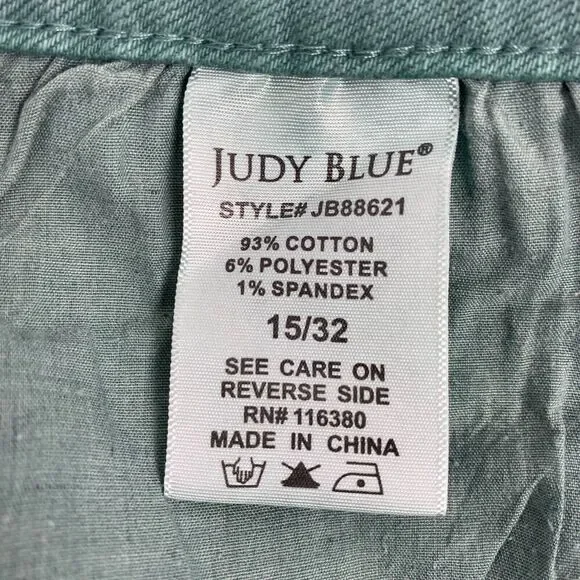 JUDY BLUE®
STYLE# JB88621
93% COTTON
6% POLYESTER
1% SPANDEX
15/32
SEE CARE ON
REVERSE SIDE
RN# 116380
MADE IN CHINA